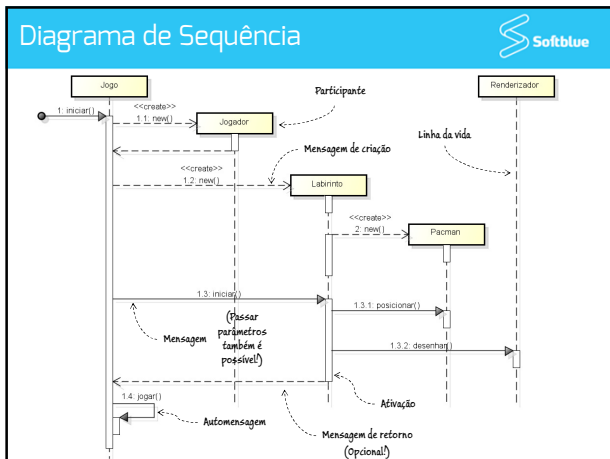 Diagrama de Sequência
Softblue
Jogo
Renderizador
Participante
1: iniciar()
<<create>>
1.1: new()
Jogador
Linha da vida
Mensagem de criação
<<create>>
1.2: new()
Labirinto
<<create>>
2: new()
Pacman
1.3: iniciar()
1.3.1: posicionar()
Mensagem
(Passar
parâmetros
também é
possível!)
1.3.2: desenhar()
1.4: jogar()
Ativação
Automensagem
Mensagem de retorno
(Opcional!)